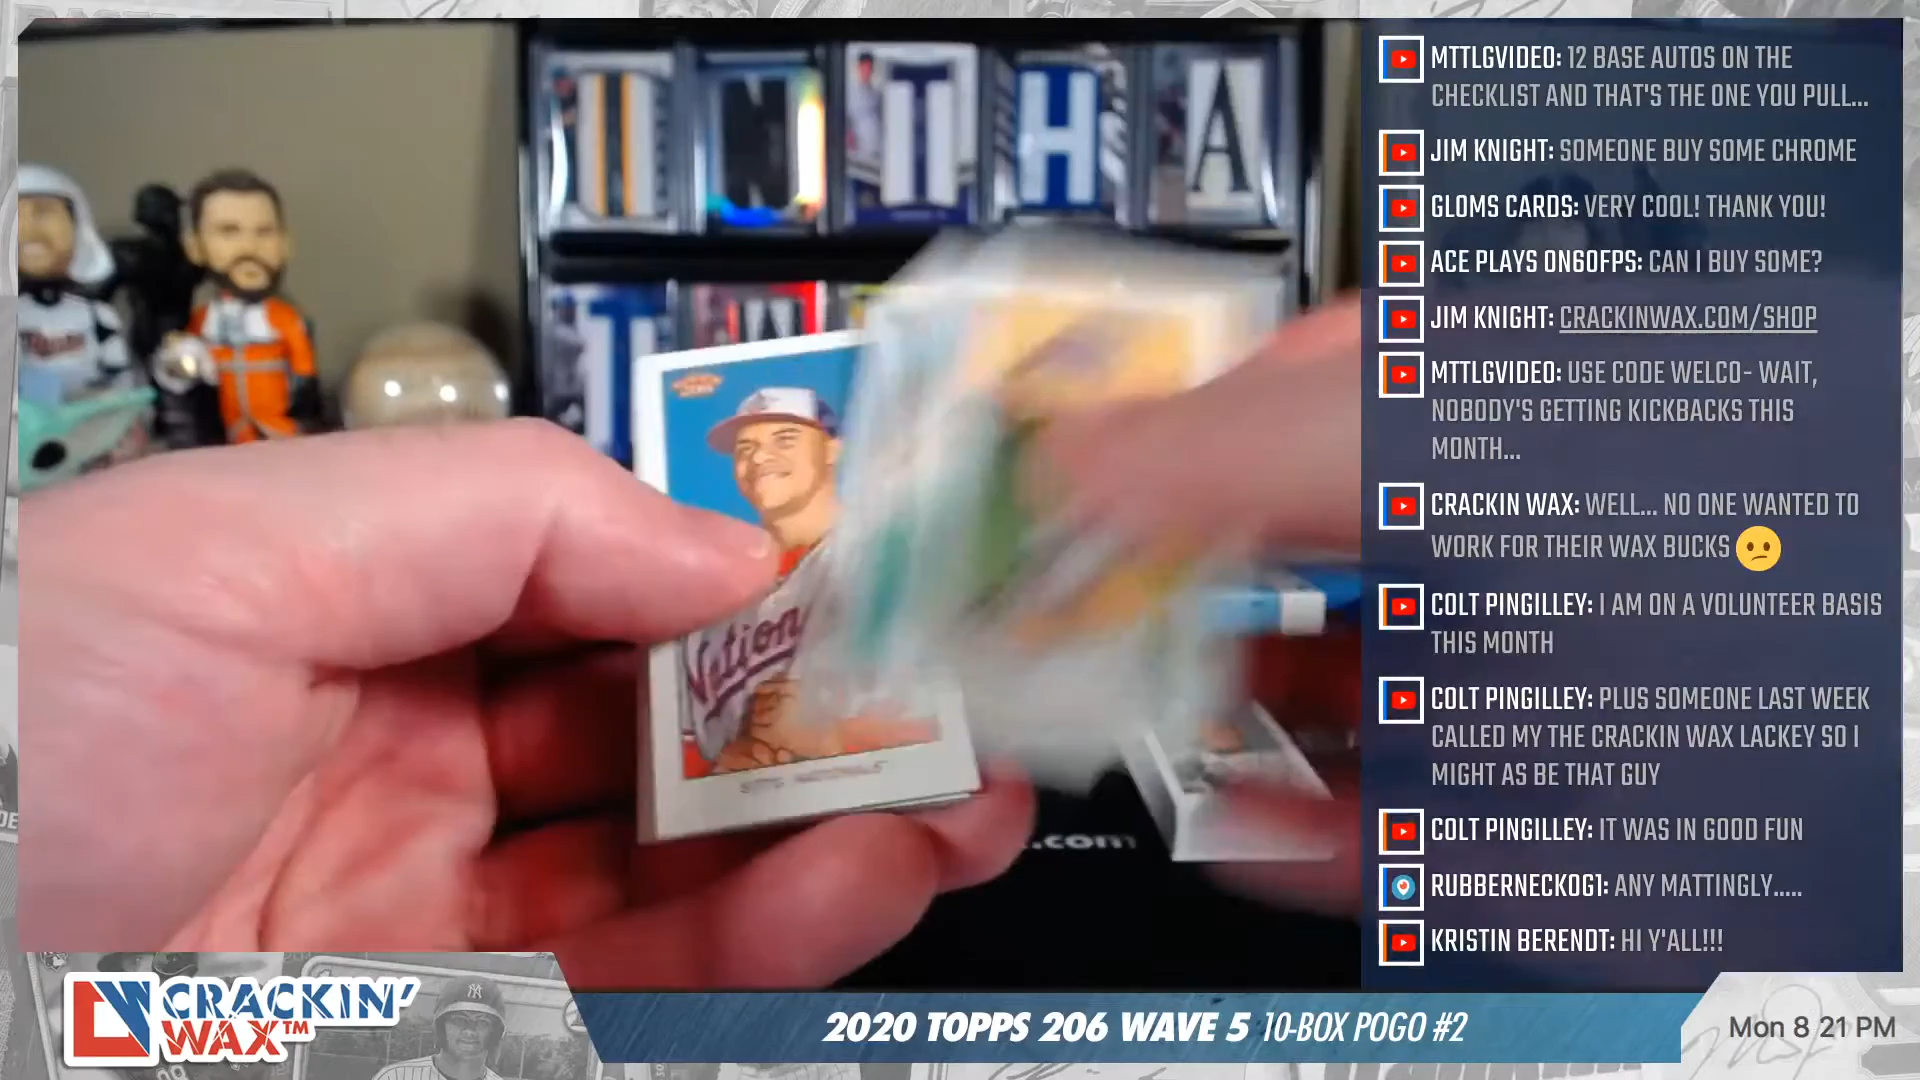 MTTLGVIDEO: 12 BASE AUTOS ON THE
CHECKLIST AND THAT'S THE ONE YOU PULL...
JIM KNIGHT: SOMEONE BUY SOME CHROME
GLOMS CARDS: VERY COOL! THANK YOU!
ACE PLAYS ON60FPS: CAN I BUY SOME?
JIM KNIGHT: CRACKINWAX.COM/SHOP
MTTLGVIDEO: USE CODE WELCO- WAIT,
NOBODY'S GETTING KICKBACKS THIS
MONTH...
CRACKIN WAX: WELL... NO ONE WANTED TO
WORK FOR THEIR WAX BUCKS 😕
COLT PINGILLEY: I AM ON A VOLUNTEER BASIS
THIS MONTH
COLT PINGILLEY: PLUS SOMEONE LAST WEEK
CALLED MY THE CRACKIN WAX LACKEY SO I
MIGHT AS BE THAT GUY
COLT PINGILLEY: IT WAS IN GOOD FUN
RUBBERNECKOG1: ANY MATTINGLY.....
KRISTIN BERENDT: HI Y'ALL!!!
U N T H A
T
Nation
.com
CRACKIN'
WAX™
2020 TOPPS 206 WAVE 5 10-BOX POGO #2
Mon 8 21 PM